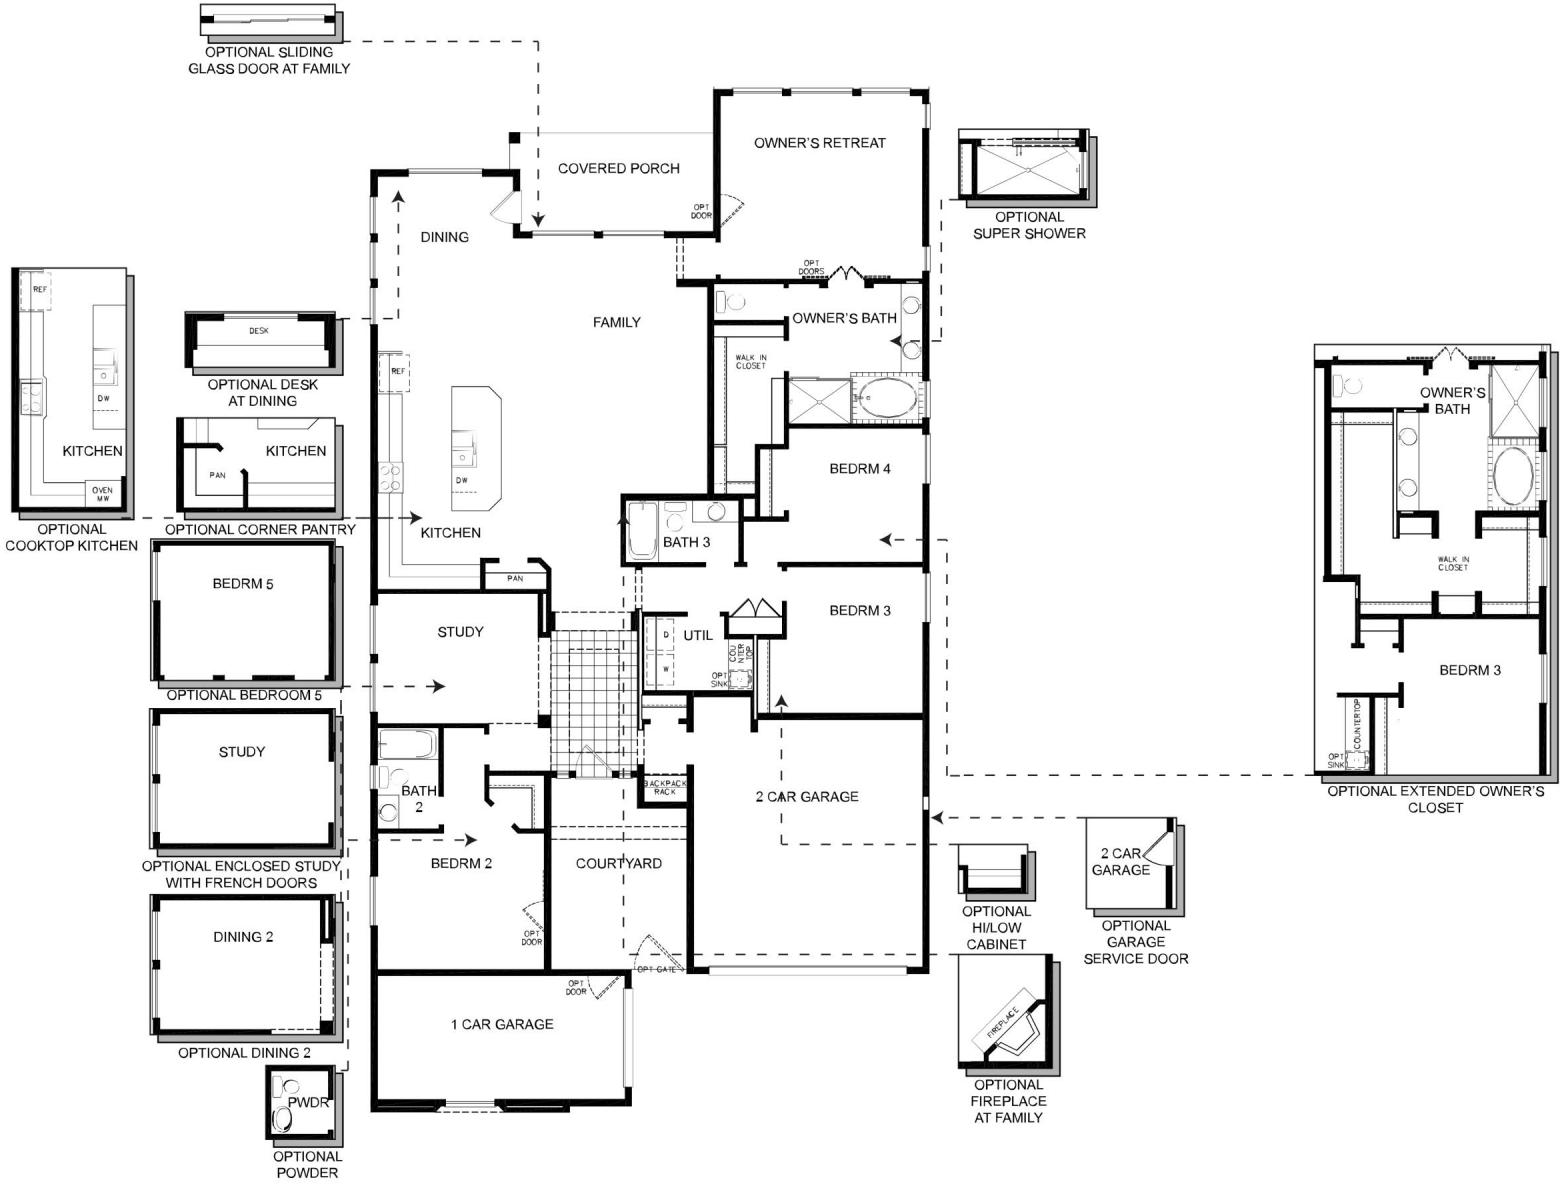 OPTIONAL SLIDING
GLASS DOOR AT FAMILY
OWNER'S RETREAT
COVERED PORCH
OPT
DOOR
DINING
OPT
DOORS
OPTIONAL
SUPER SHOWER
REF
DW
KITCHEN
OVEN
MW
OPTIONAL
COOKTOP KITCHEN
DESK
OPTIONAL DESK
AT DINING
KITCHEN
PAN
OPTIONAL CORNER PANTRY
FAMILY
OWNER'S BATH
WALK IN
CLOSET
REF
DW
KITCHEN
PAN
BEDRM 4
BATH 3
BEDRM 3
OWNER'S
BATH
WALK IN
CLOSET
BEDRM 3
COUNTERTOP
OPT
SINK
OPTIONAL EXTENDED OWNER'S
CLOSET
BEDRM 5
OPTIONAL BEDROOM 5
STUDY
UTIL
D
W
COU
NTER
TOP
OPT
SINK
STUDY
OPTIONAL ENCLOSED STUDY
WITH FRENCH DOORS
BATH
2
BACKPACK
RACK
2 CAR GARAGE
BEDRM 2
COURTYARD
OPT
DOOR
OPT GATE
2 CAR
GARAGE
OPTIONAL
GARAGE
SERVICE DOOR
OPTIONAL
HI/LOW
CABINET
DINING 2
OPTIONAL DINING 2
OPT
DOOR
1 CAR GARAGE
FIREPLACE
OPTIONAL
FIREPLACE
AT FAMILY
PWDR
OPTIONAL
POWDER